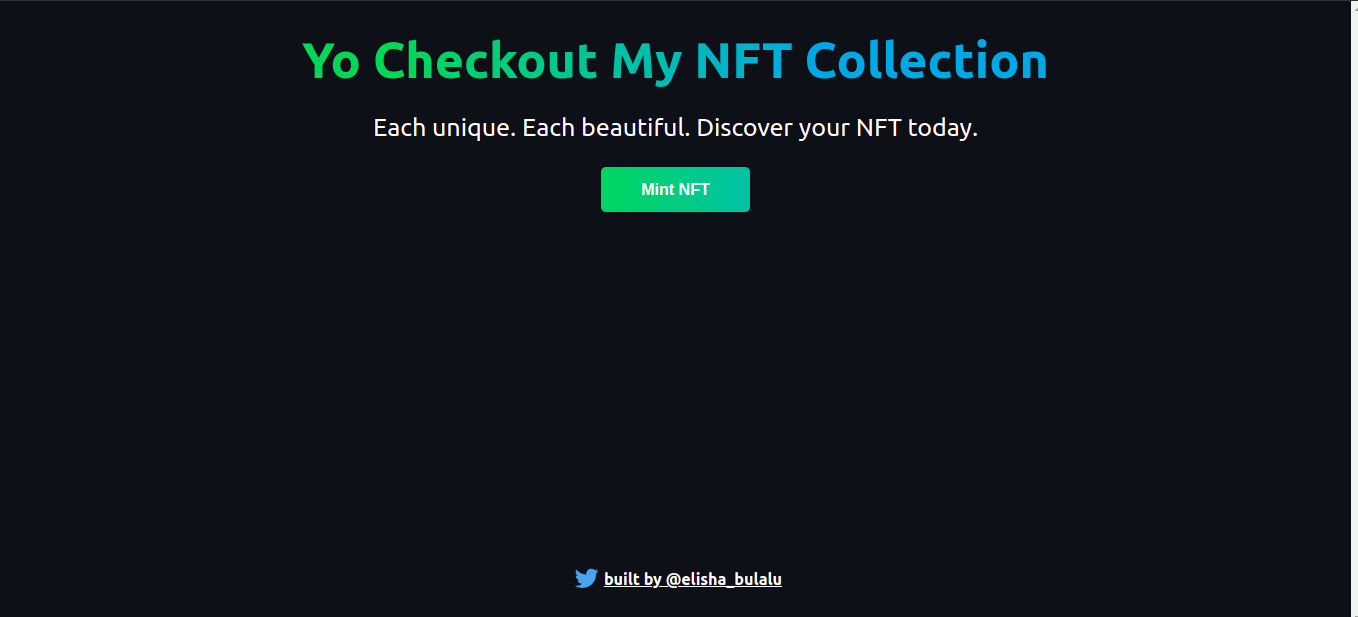 Yo Checkout My NFT Collection
Each unique. Each beautiful. Discover your NFT today.
Mint NFT
built by @elisha_bulalu